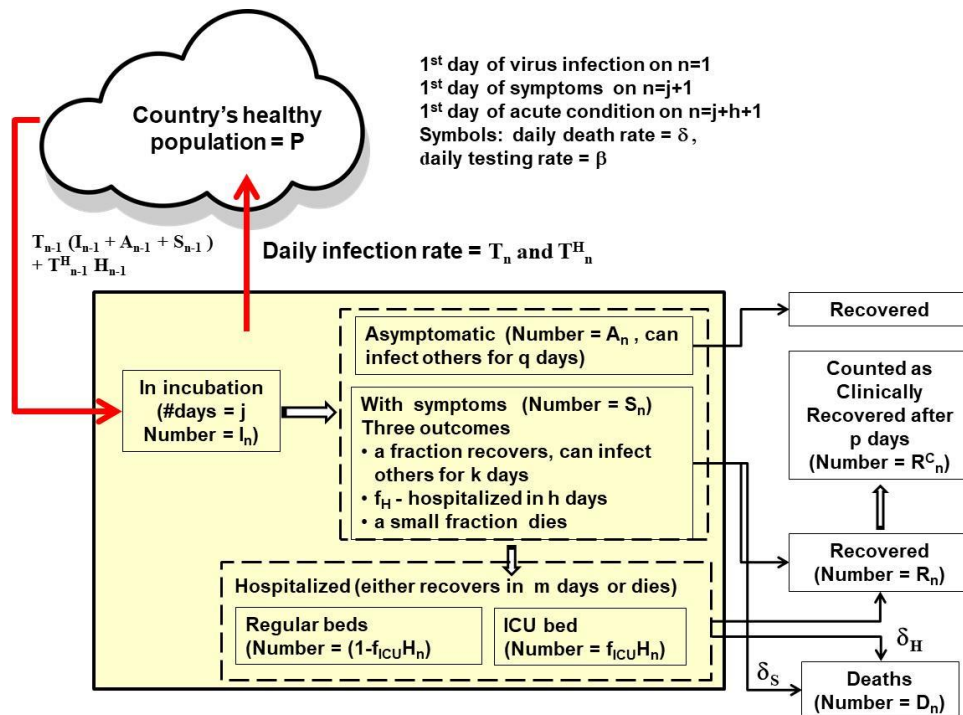 Country's healthy
population = P
1st day of virus infection on n=1
1st day of symptoms on n=j+1
1st day of acute condition on n=j+h+1
Symbols: daily death rate = δ ,
daily testing rate = β
Tn-1 (In-1 + An-1 + Sn-1 )
+ THn-1 Hn-1
Daily infection rate = Tn and THn
In incubation
(#days = j
Number = In)
Asymptomatic (Number = An , can
infect others for q days)
With symptoms (Number = Sn)
Three outcomes
• a fraction recovers, can infect
others for k days
• fH - hospitalized in h days
• a small fraction dies
Hospitalized (either recovers in m days or dies)
Regular beds
(Number = (1-fICUHn)
ICU bed
(Number = fICUHn)
Recovered
Counted as
Clinically
Recovered after
p days
(Number = RCn)
Recovered
(Number = Rn)
δH
δS
Deaths
(Number = Dn)